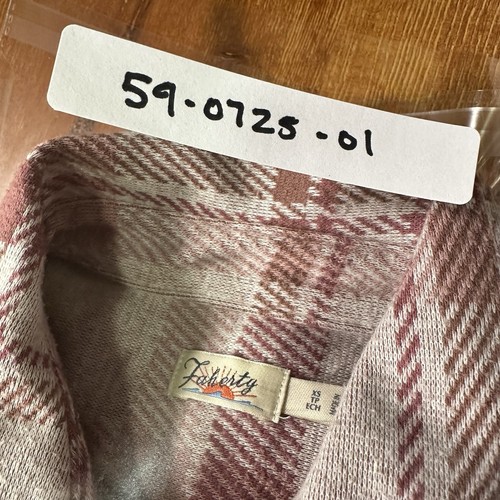 59-0725-01
Faherty
XS
TP
ECH